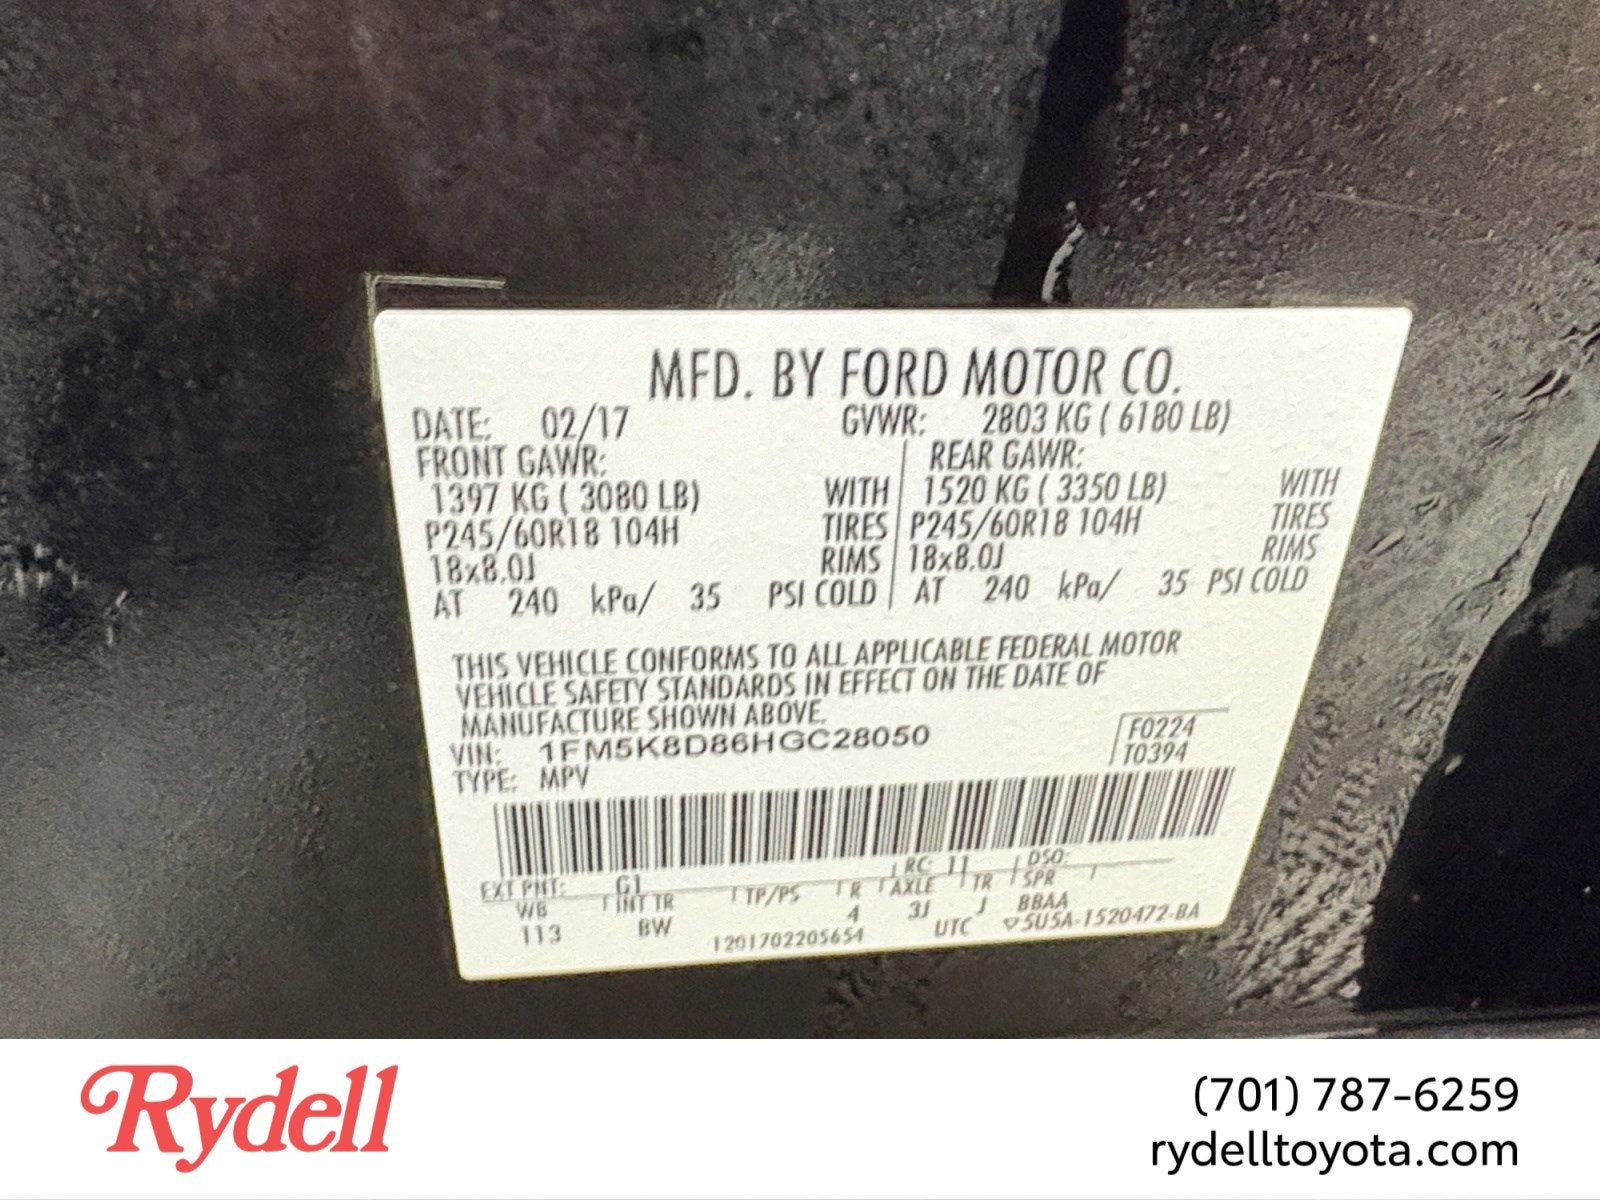 MFD. BY FORD MOTOR CO.
DATE: 02/17 GVWR: 2803 KG ( 6180 LB)
FRONT GAWR: REAR GAWR:
1397 KG ( 3080 LB) WITH 1520 KG ( 3350 LB) WITH
P245/60R18 104H TIRES P245/60R18 104H TIRES
18x8.0J RIMS 18x8.0J RIMS
AT 240 kPa/ 35 PSI COLD AT 240 kPa/ 35 PSI COLD
THIS VEHICLE CONFORMS TO ALL APPLICABLE FEDERAL MOTOR
VEHICLE SAFETY STANDARDS IN EFFECT ON THE DATE OF
MANUFACTURE SHOWN ABOVE.
VIN: 1FM5K8D86HGC28050 F0224
TYPE: MPV T0394
EXT PNT: G1 RC: 11 DSO:
WB INT TR TP/PS R AXLE TR SPR
113 BW 4 3J J BBAA
1201702205654 UTC ▽5U5A-1520472-BA
Rydell
(701) 787-6259
rydelltoyota.com